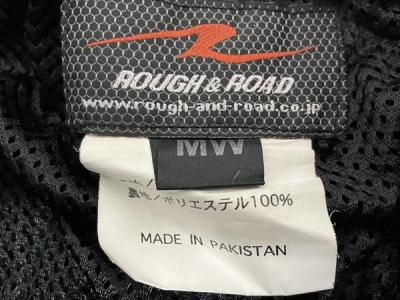 ROUGH & ROAD
www.rough-and-road.co.jp
MW
裏地/ポリエステル100%
MADE IN PAKISTAN